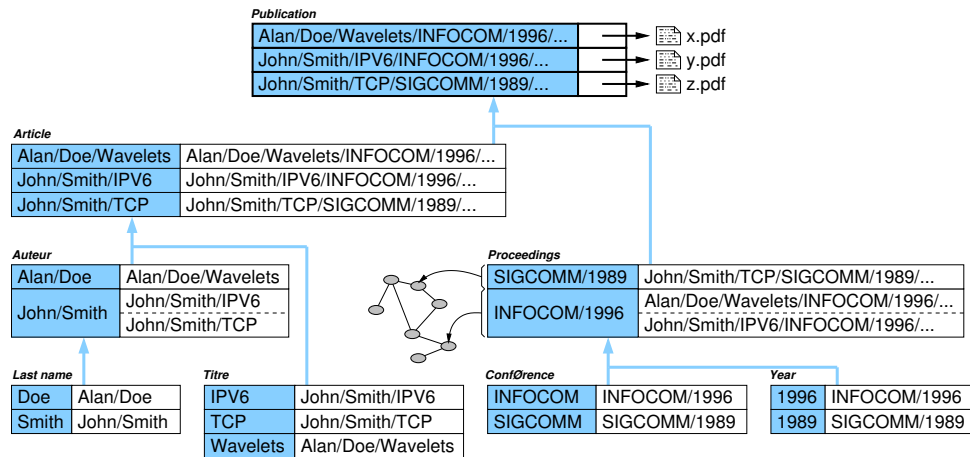 Publication
Alan/Doe/Wavelets/INFOCOM/1996/...
x.pdf
John/Smith/IPV6/INFOCOM/1996/...
y.pdf
John/Smith/TCP/SIGCOMM/1989/...
z.pdf
Article
Alan/Doe/Wavelets Alan/Doe/Wavelets/INFOCOM/1996/...
John/Smith/IPV6 John/Smith/IPV6/INFOCOM/1996/...
John/Smith/TCP John/Smith/TCP/SIGCOMM/1989/...
Auteur
Alan/Doe Alan/Doe/Wavelets
John/Smith John/Smith/IPV6
John/Smith/TCP
Proceedings
SIGCOMM/1989 John/Smith/TCP/SIGCOMM/1989/...
INFOCOM/1996 Alan/Doe/Wavelets/INFOCOM/1996/...
John/Smith/IPV6/INFOCOM/1996/...
Last name
Doe Alan/Doe
Smith John/Smith
Titre
IPV6 John/Smith/IPV6
TCP John/Smith/TCP
Wavelets Alan/Doe/Wavelets
ConfØrence
INFOCOM INFOCOM/1996
SIGCOMM SIGCOMM/1989
Year
1996 INFOCOM/1996
1989 SIGCOMM/1989